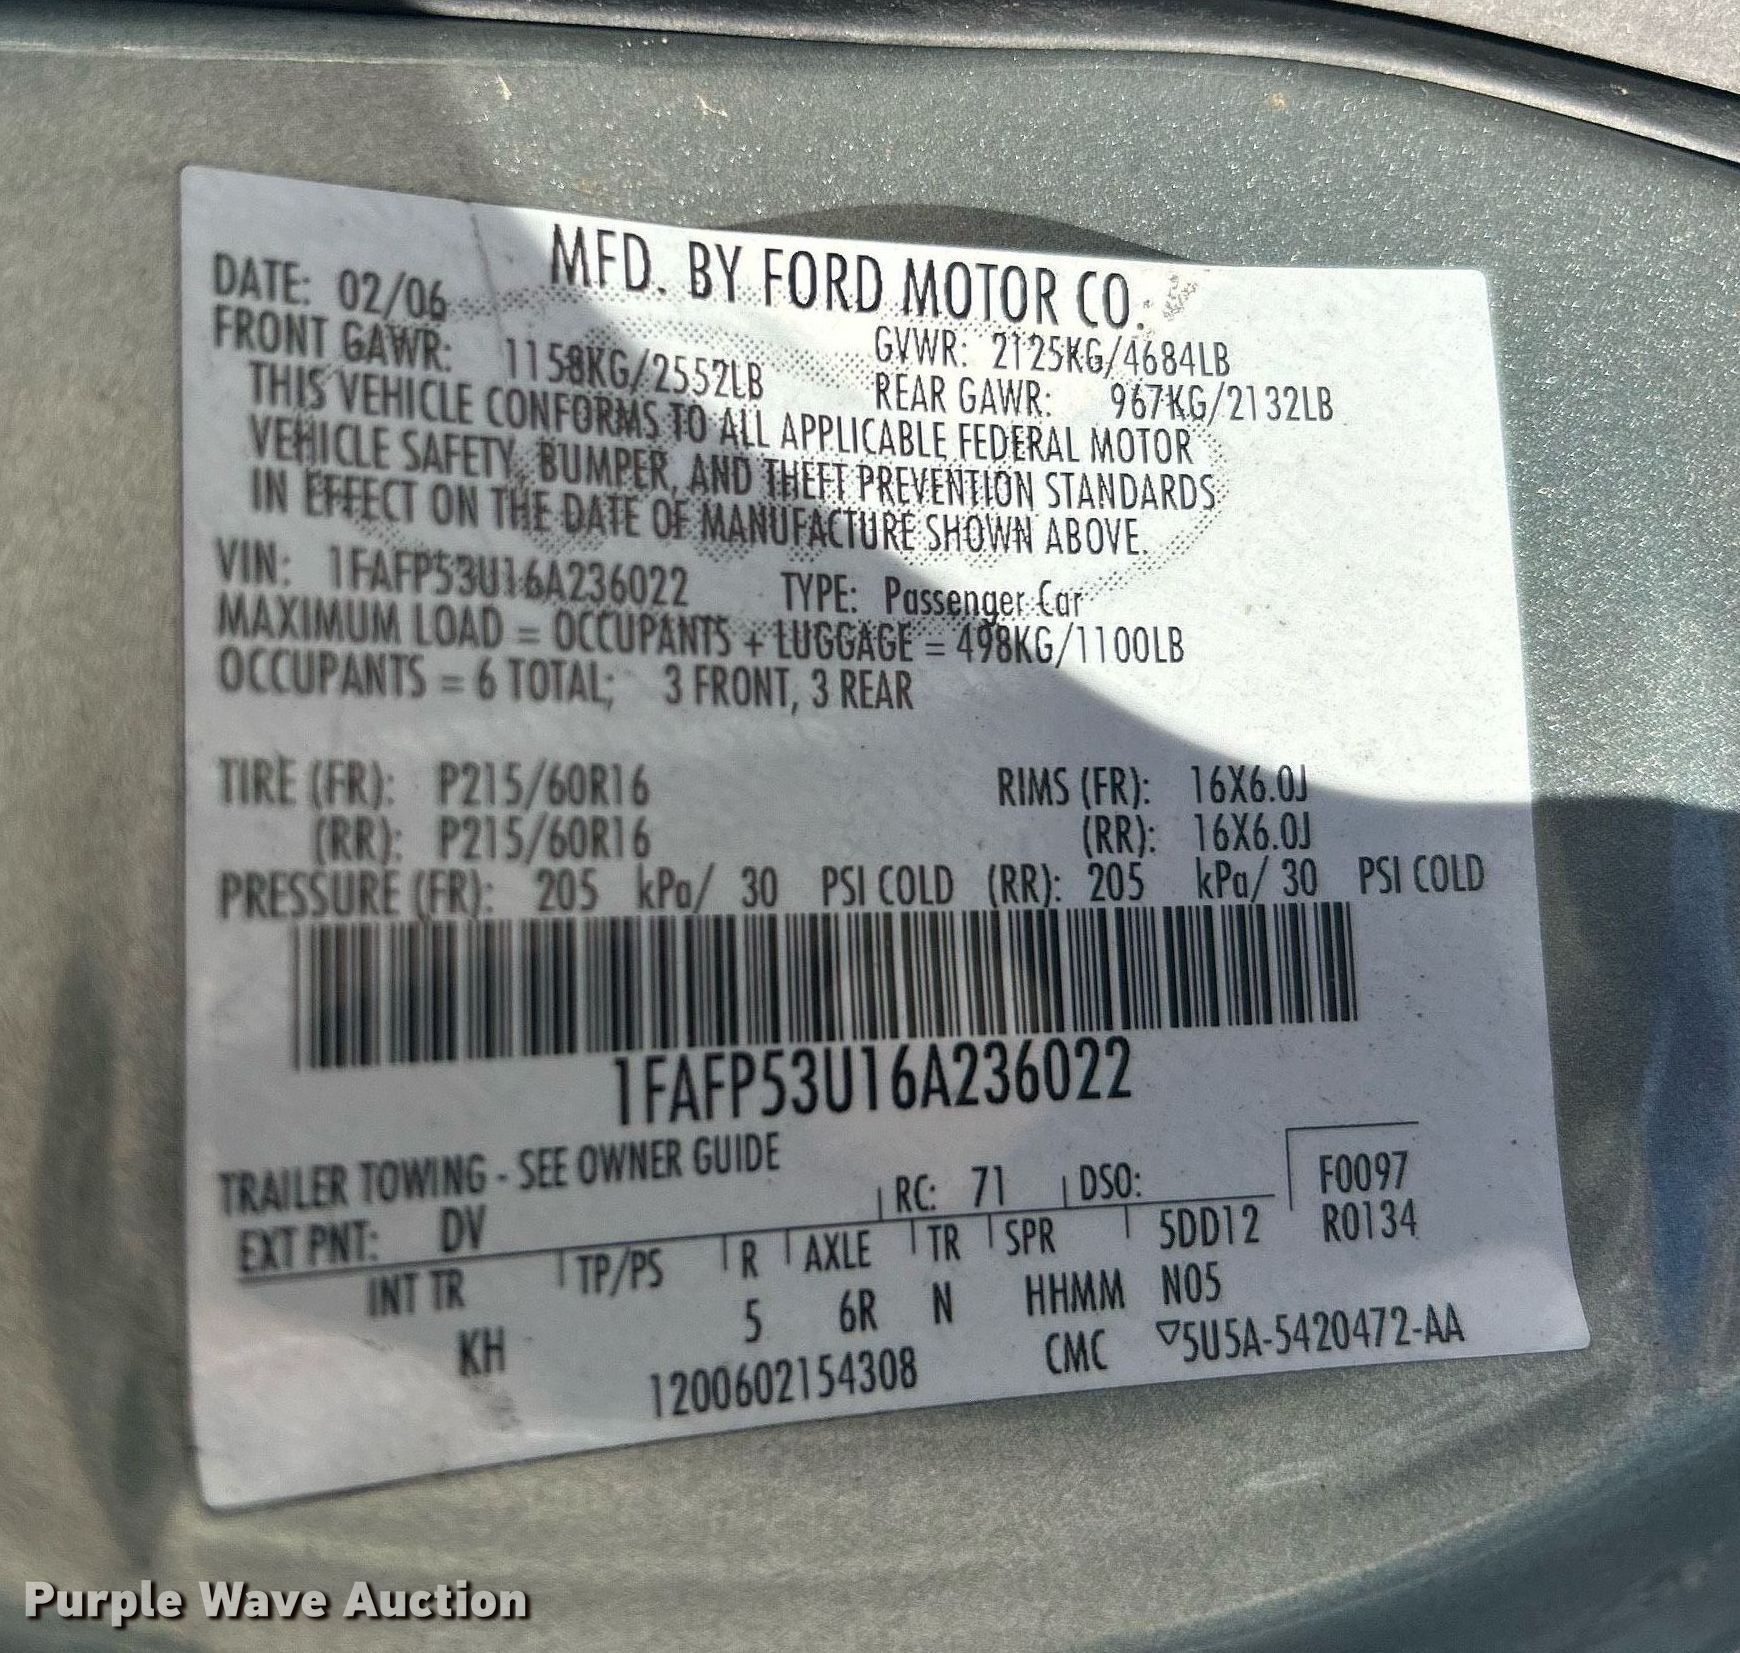 MFD. BY FORD MOTOR CO.
DATE: 02/06
GVWR: 2125KG/4684LB
FRONT GAWR: 1158KG/2552LB
REAR GAWR: 967KG/2132LB
THIS VEHICLE CONFORMS TO ALL APPLICABLE FEDERAL MOTOR
VEHICLE SAFETY, BUMPER, AND THEFT PREVENTION STANDARDS
IN EFFECT ON THE DATE OF MANUFACTURE SHOWN ABOVE.
VIN: 1FAFP53U16A236022 TYPE: Passenger Car
MAXIMUM LOAD = OCCUPANTS + LUGGAGE = 498KG/1100LB
OCCUPANTS = 6 TOTAL; 3 FRONT, 3 REAR
TIRE (FR): P215/60R16 RIMS (FR): 16X6.0J
(RR): P215/60R16 (RR): 16X6.0J
PRESSURE (FR): 205 kPa/ 30 PSI COLD (RR): 205 kPa/ 30 PSI COLD
1FAFP53U16A236022
TRAILER TOWING - SEE OWNER GUIDE
EXT PNT: DV RC: 71 DSO: F0097
INT TR TP/PS R AXLE TR SPR 5DD12 R0134
KH 5 6R N HHMM N05
1200602154308 CMC ▽5U5A-5420472-AA
Purple Wave Auction